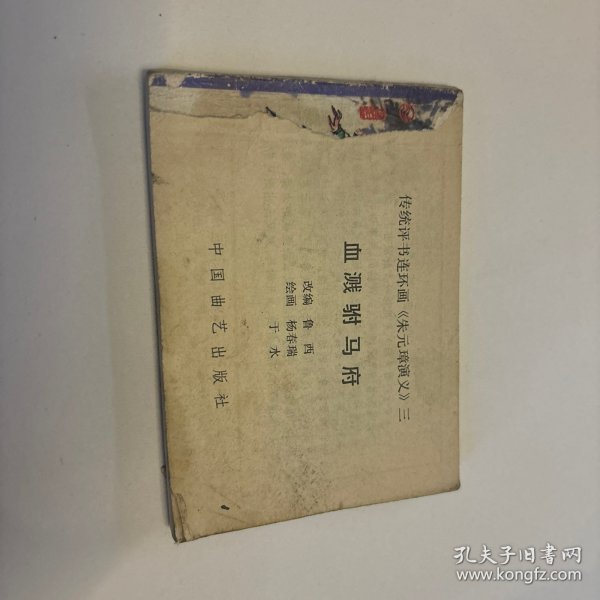 传统评书连环画《朱元璋演义》三
血溅驸马府
改编 鲁西
绘画 杨春瑞
于水
中国曲艺出版社
孔夫子旧书网
www.kongfz.com